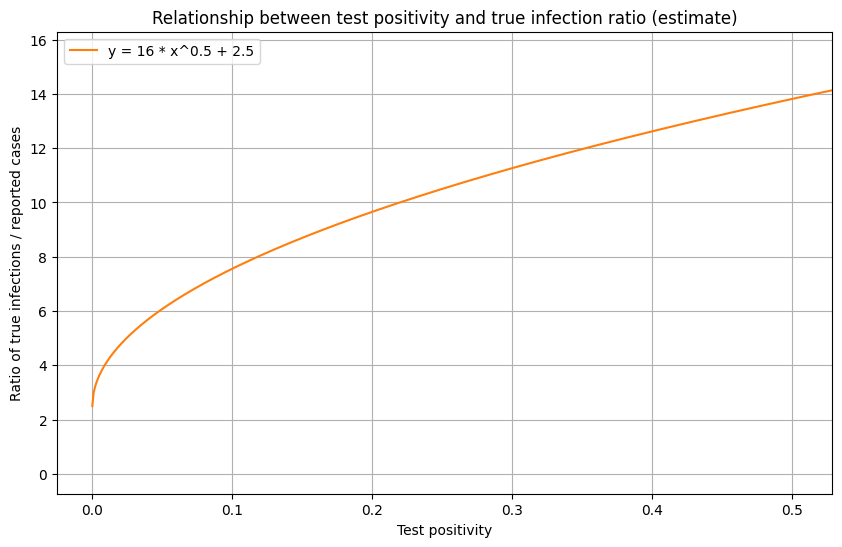 Relationship between test positivity and true infection ratio (estimate)
y = 16 * x^0.5 + 2.5
Ratio of true infections / reported cases
16
14
12
10
8
6
4
2
0
0.0 0.1 0.2 0.3 0.4 0.5
Test positivity